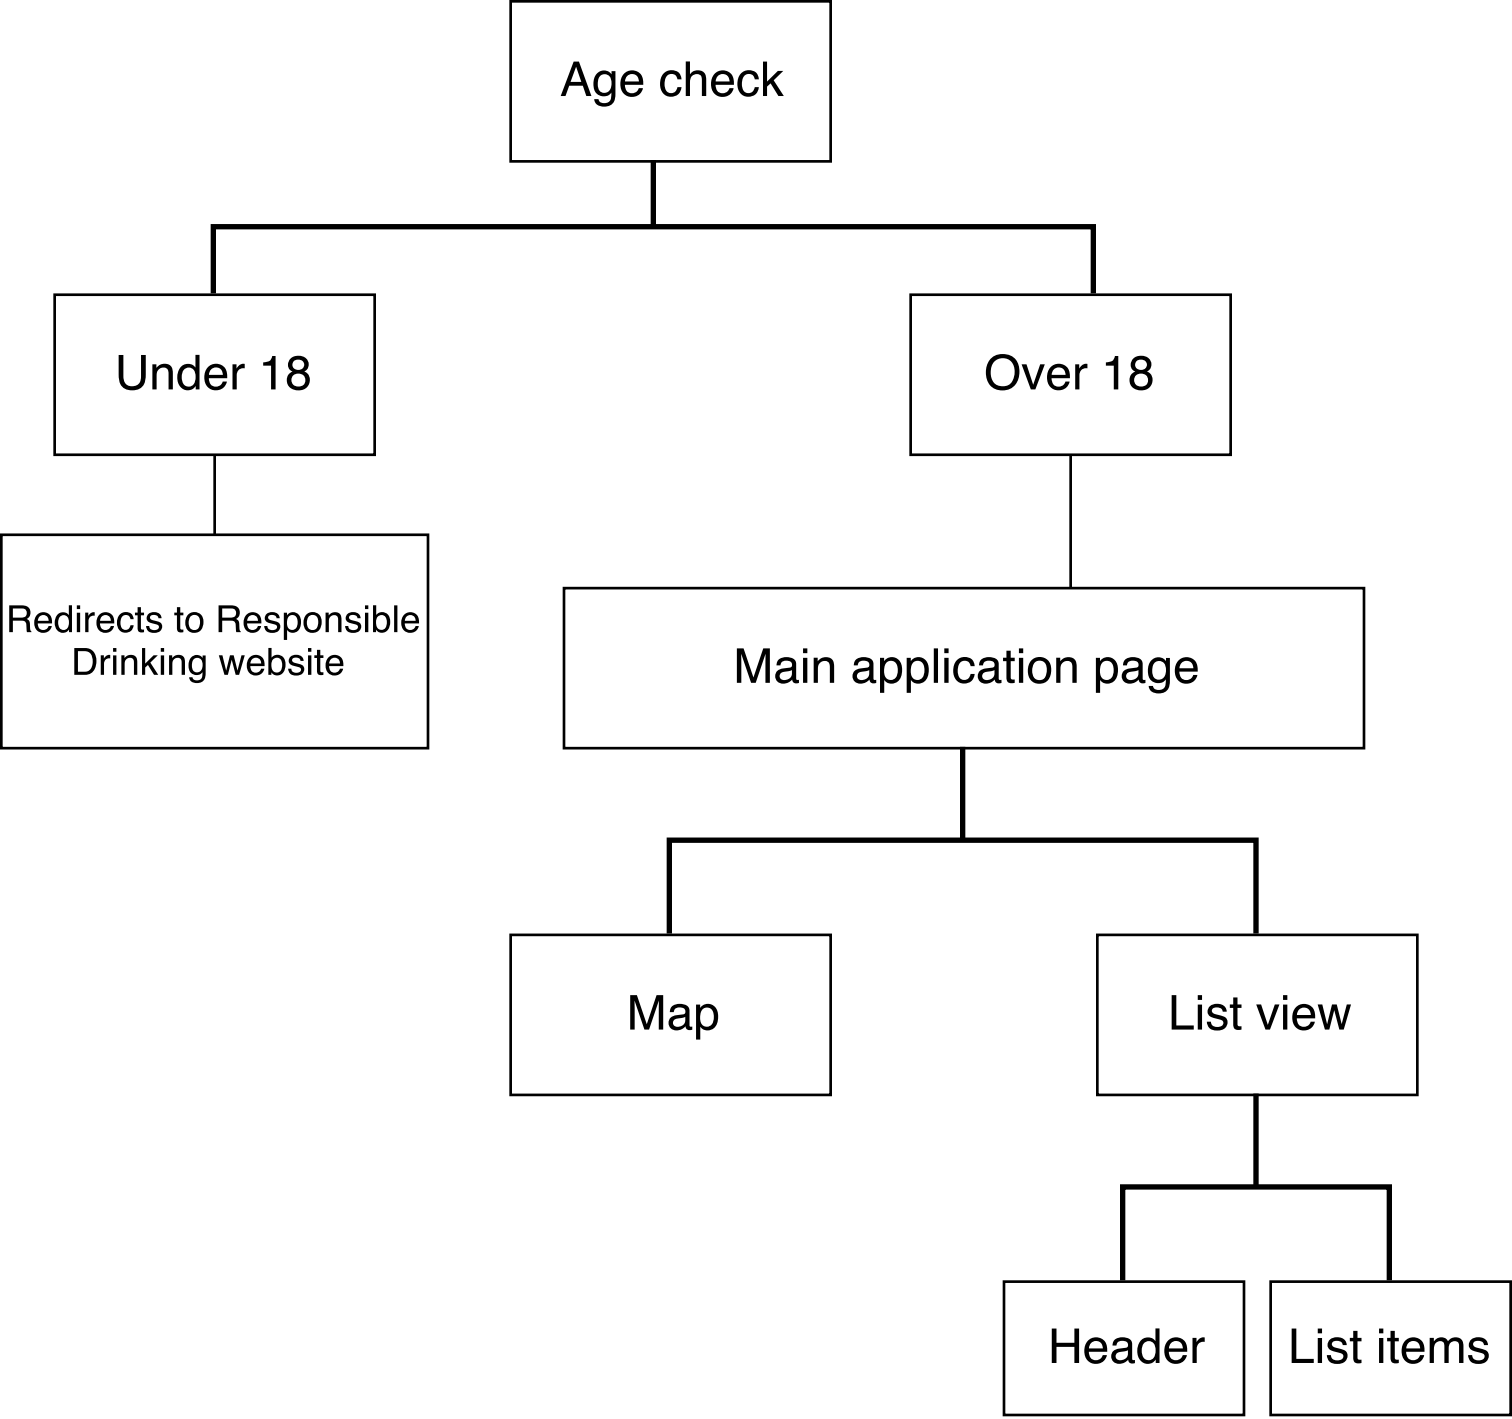 Age check
Under 18
Over 18
Redirects to Responsible
Drinking website
Main application page
Map
List view
Header
List items